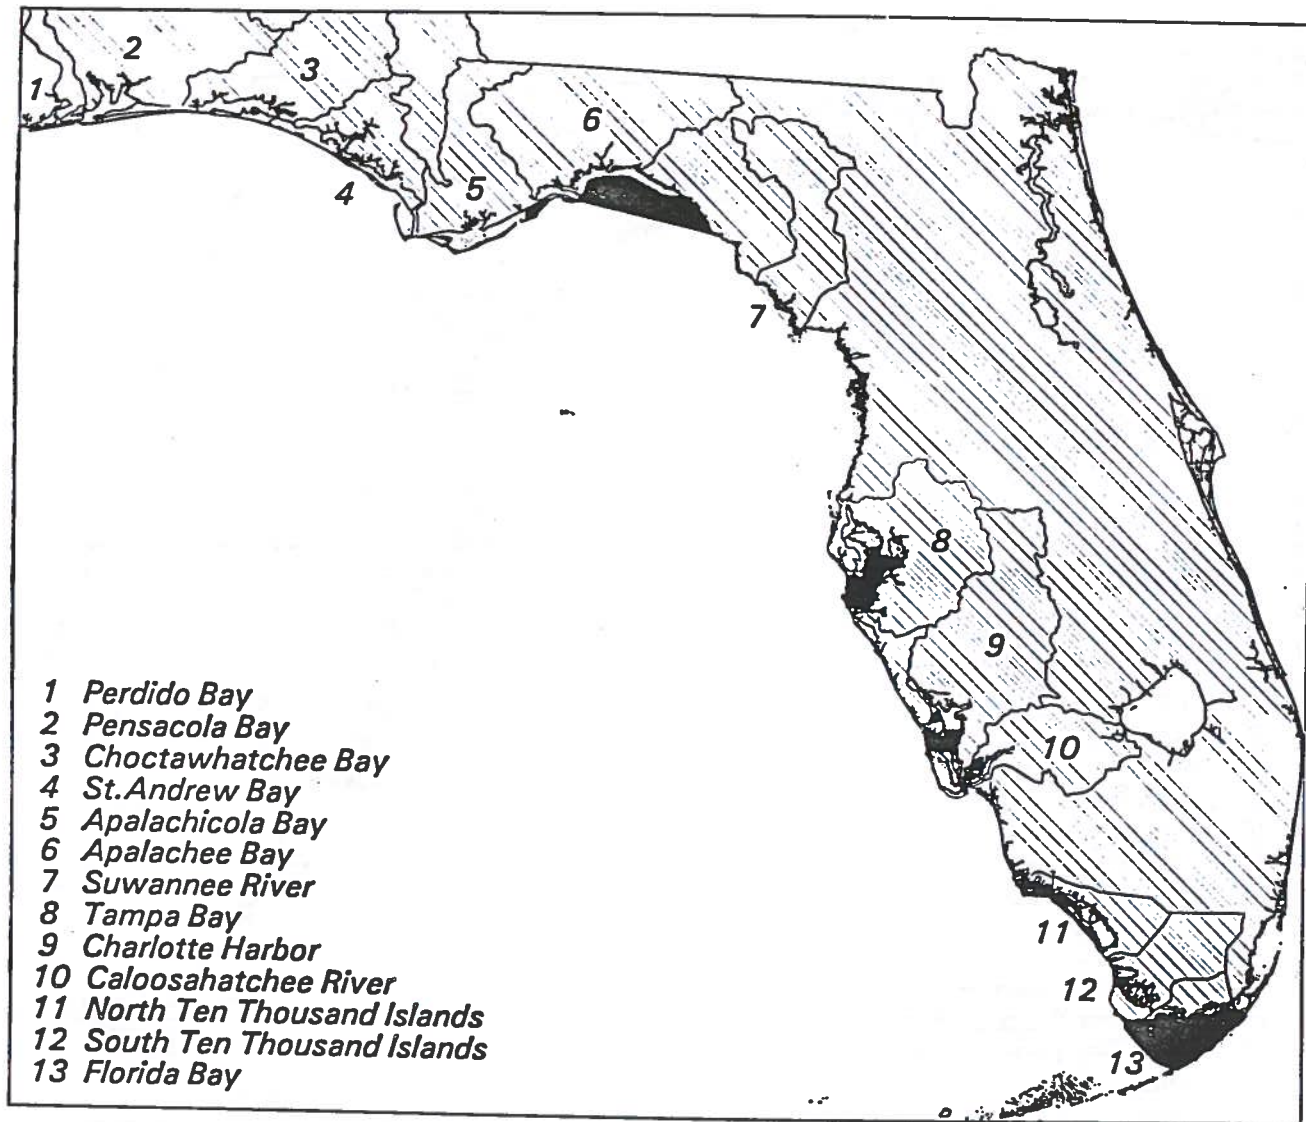 1
2
3
4
5
6
7
8
9
10
11
12
13
1 Perdido Bay
2 Pensacola Bay
3 Choctawhatchee Bay
4 St.Andrew Bay
5 Apalachicola Bay
6 Apalachee Bay
7 Suwannee River
8 Tampa Bay
9 Charlotte Harbor
10 Caloosahatchee River
11 North Ten Thousand Islands
12 South Ten Thousand Islands
13 Florida Bay